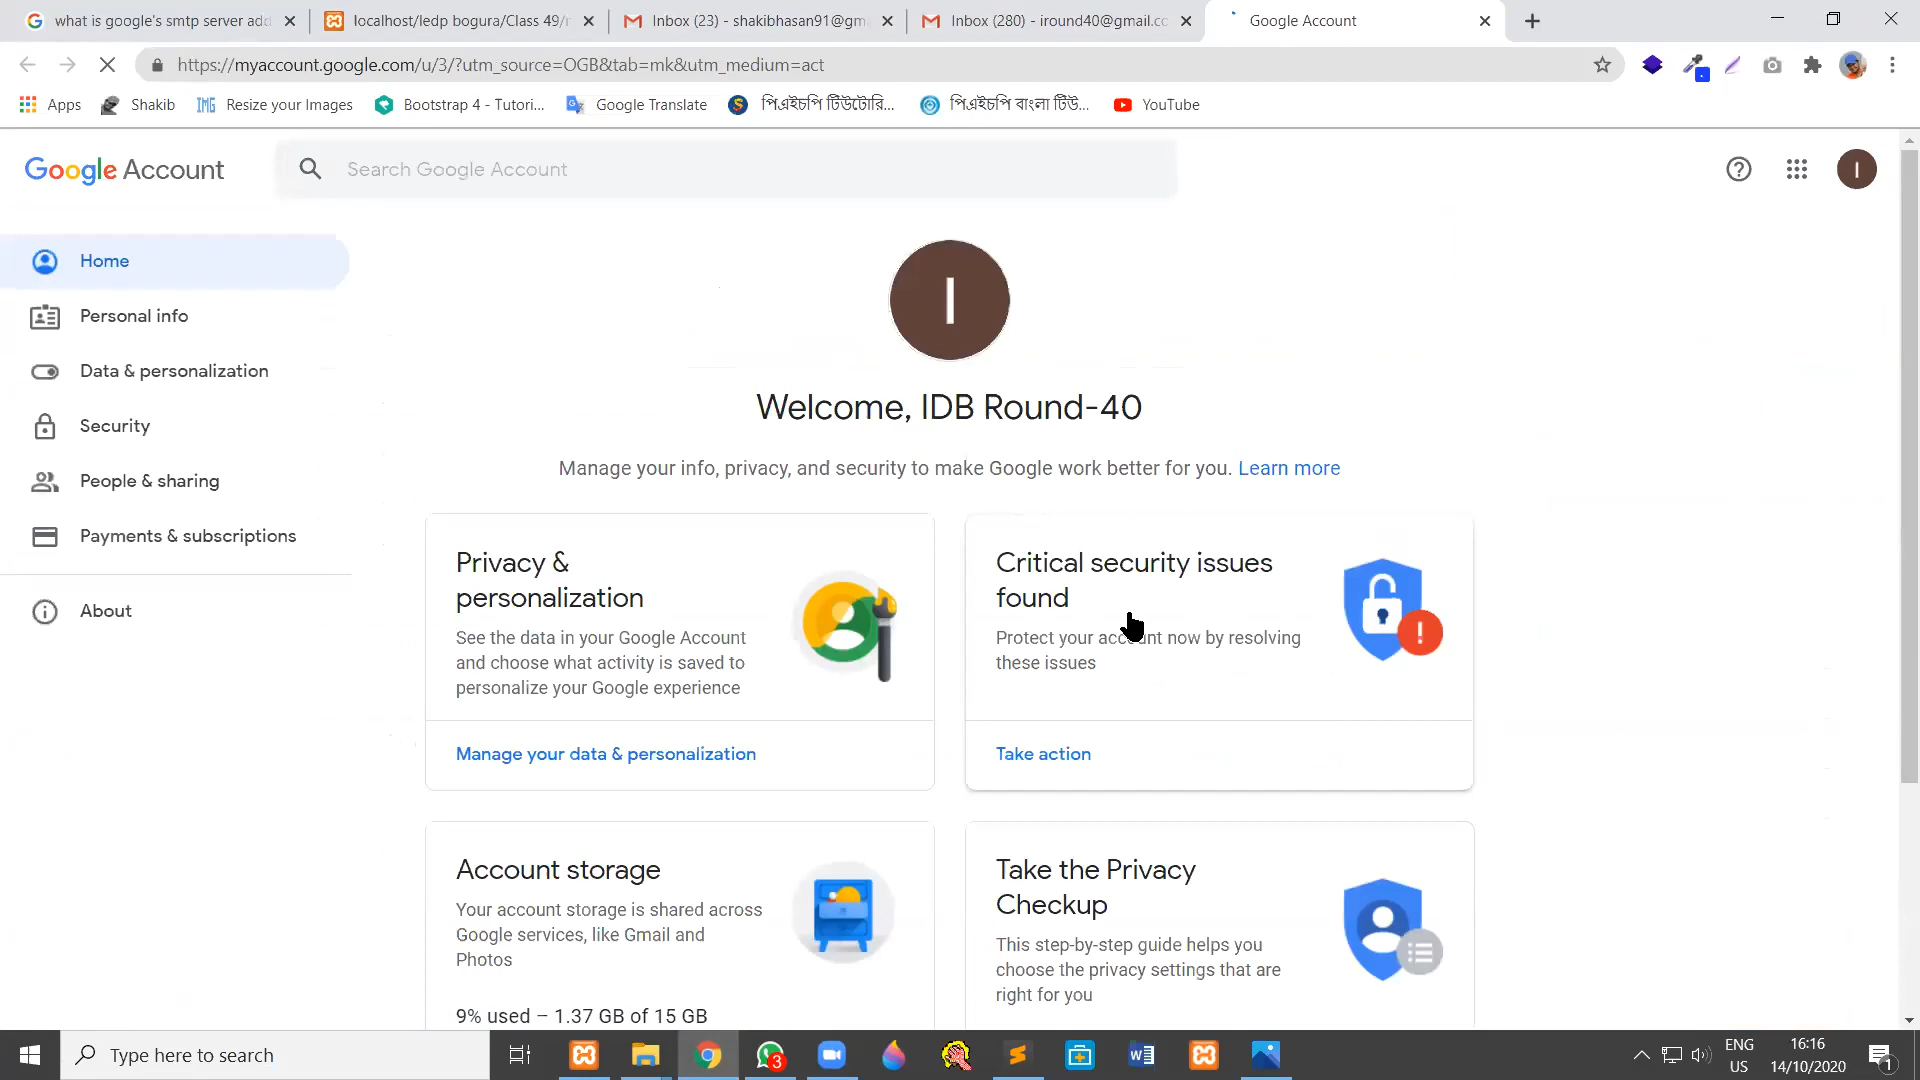 what is google's smtp server add
localhost/ledp bogura/Class 49/r
Inbox (23) - shakibhasan91@gm
Inbox (280) - iround40@gmail.cc
Google Account
https://myaccount.google.com/u/3/?utm_source=OGB&tab=mk&utm_medium=act
Apps
Shakib
Resize your Images
Bootstrap 4 - Tutori...
Google Translate
পিএইচপি টিউটোরি...
পিএইচপি বাংলা টিউ...
YouTube
Google Account
Search Google Account
I
Home
Personal info
Data & personalization
Security
People & sharing
Payments & subscriptions
About
I
Welcome, IDB Round-40
Manage your info, privacy, and security to make Google work better for you. Learn more
Privacy &
personalization
See the data in your Google Account
and choose what activity is saved to
personalize your Google experience
Manage your data & personalization
Critical security issues
found
Protect your account now by resolving
these issues
Take action
Account storage
Your account storage is shared across
Google services, like Gmail and
Photos
9% used – 1.37 GB of 15 GB
Take the Privacy
Checkup
This step-by-step guide helps you
choose the privacy settings that are
right for you
Type here to search
3
ENG
US
16:16
14/10/2020
1